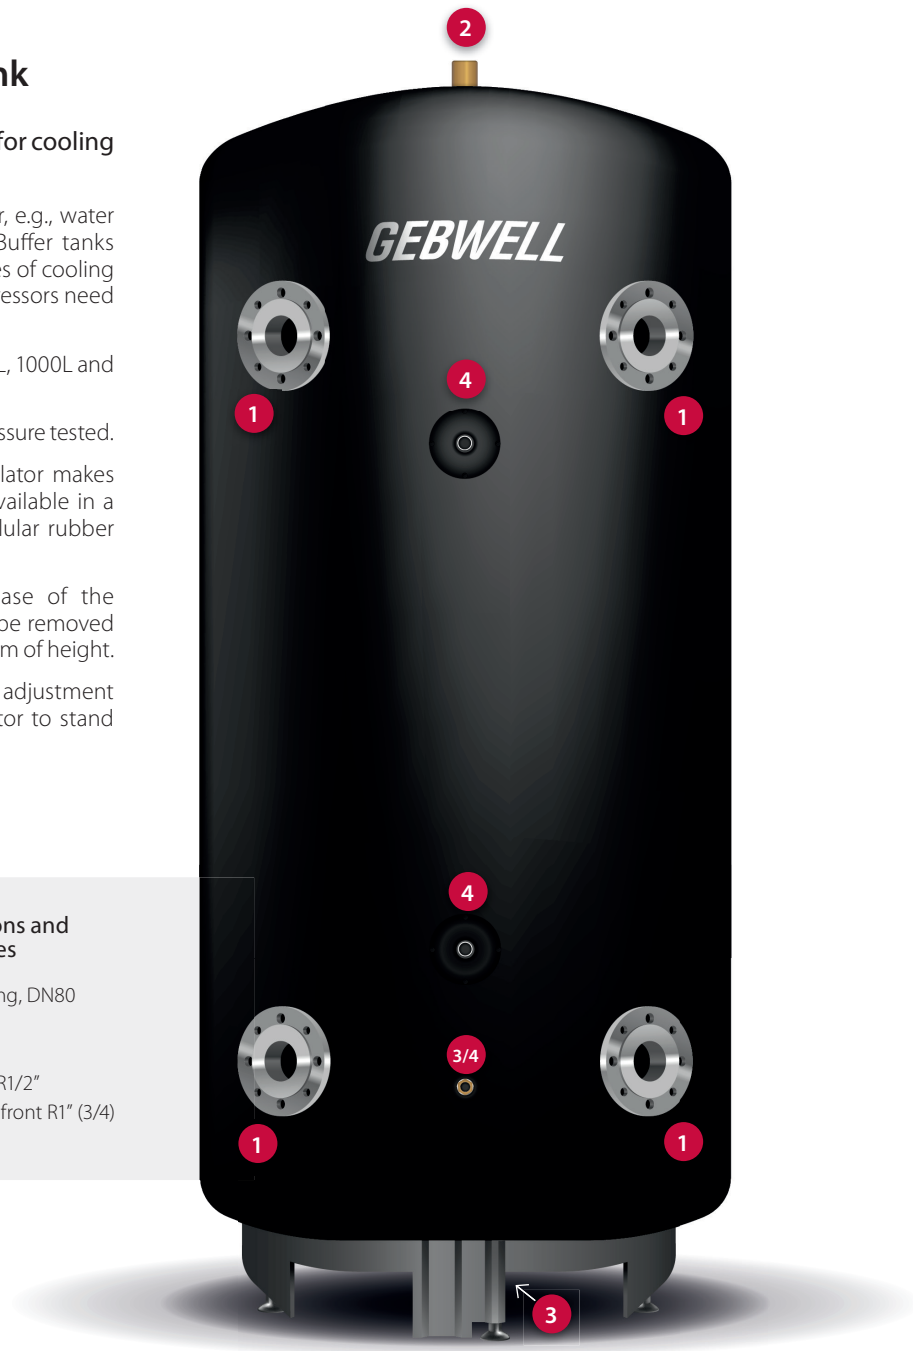 2
nk
for cooling
r, e.g., water
Buffer tanks
es of cooling
ressors need
L, 1000L and
ssure tested.
lator makes
vailable in a
lular rubber
ase of the
be removed
m of height.
adjustment
tor to stand
ons and
es
ng, DN80
R1/2”
front R1” (3/4)
GEBWELL
4
1
1
4
3/4
1
1
3